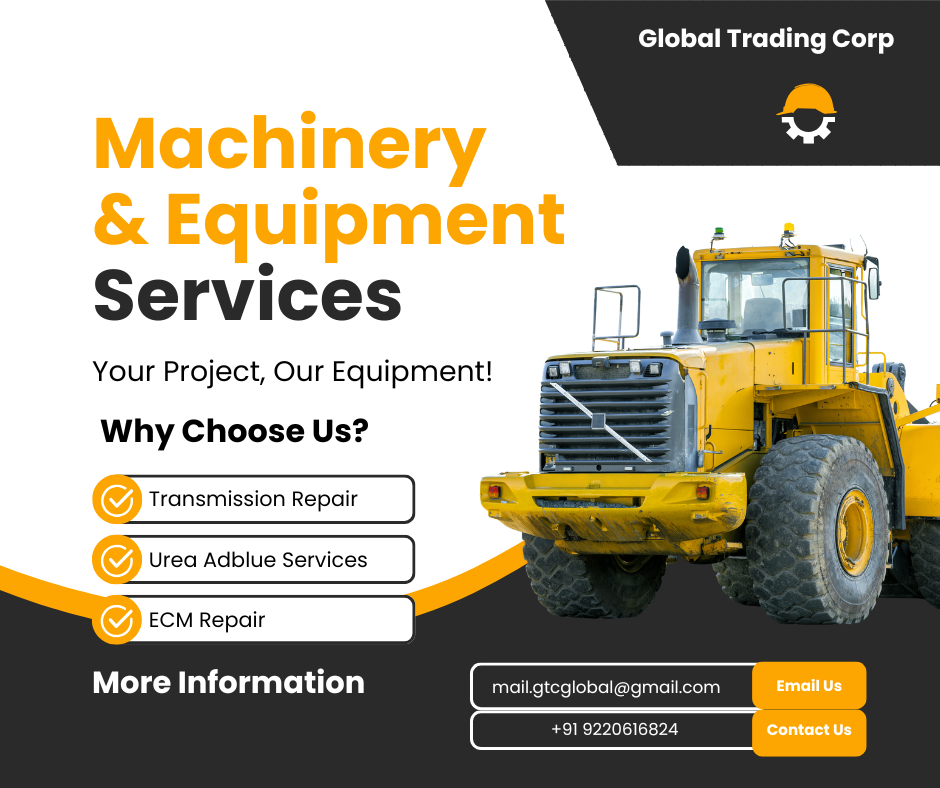 Global Trading Corp
Machinery
& Equipment
Services
Your Project, Our Equipment!
Why Choose Us?
Transmission Repair
Urea Adblue Services
ECM Repair
More Information
mail.gtcglobal@gmail.com
Email Us
+91 9220616824
Contact Us